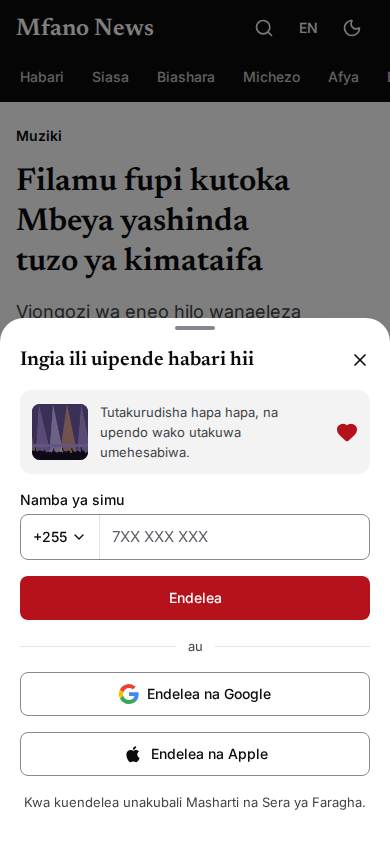 Mfano News
EN
Habari Siasa Biashara Michezo Afya
Muziki
Filamu fupi kutoka
Mbeya yashinda
tuzo ya kimataifa
Viongozi wa eneo hilo wanaeleza
Ingia ili uipende habari hii
Tutakurudisha hapa hapa, na
upendo wako utakuwa
umehesabiwa.
Namba ya simu
+255 7XX XXX XXX
Endelea
au
Endelea na Google
Endelea na Apple
Kwa kuendelea unakubali Masharti na Sera ya Faragha.